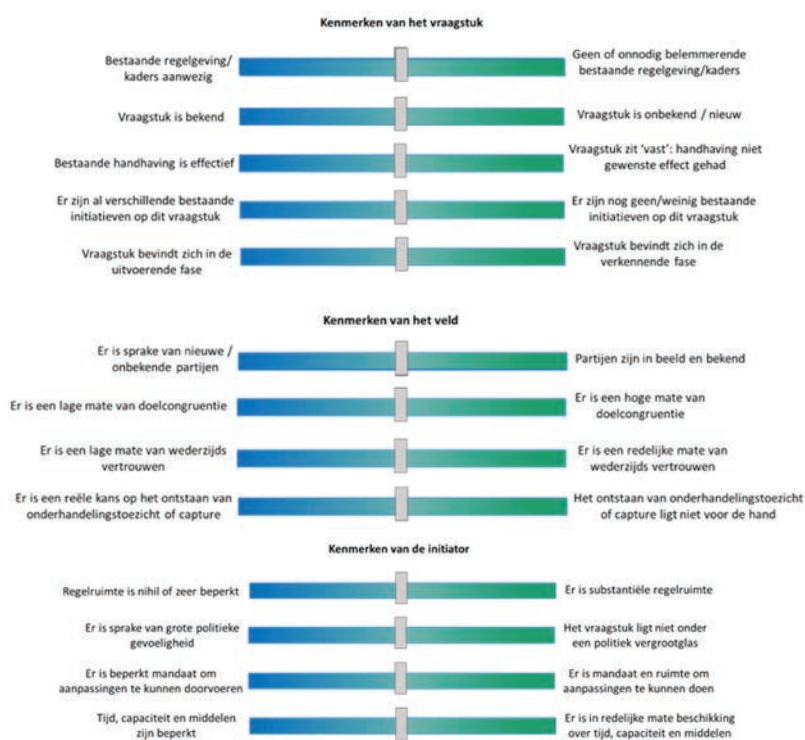 Kenmerken van het vraagstuk
Bestaande regelgeving/
kaders aanwezig
Geen of onnodig belemmerende
bestaande regelgeving/kaders
Vraagstuk is bekend
Vraagstuk is onbekend / nieuw
Bestaande handhaving is effectief
Vraagstuk zit ‘vast’: handhaving niet
gewenste effect gehad
Er zijn al verschillende bestaande
initiatieven op dit vraagstuk
Er zijn nog geen/weinig bestaande
initiatieven op dit vraagstuk
Vraagstuk bevindt zich in de
uitvoerende fase
Vraagstuk bevindt zich in de
verkennende fase
Kenmerken van het veld
Er is sprake van nieuwe /
onbekende partijen
Partijen zijn in beeld en bekend
Er is een lage mate van doelcongruentie
Er is een hoge mate van
doelcongruentie
Er is een lage mate van wederzijds
vertrouwen
Er is een redelijke mate van
wederzijds vertrouwen
Er is een reële kans op het ontstaan van
onderhandelingstoezicht of capture
Het ontstaan van onderhandelingstoezicht
of capture ligt niet voor de hand
Kenmerken van de initiator
Regelruimte is nihil of zeer beperkt
Er is substantiële regelruimte
Er is sprake van grote politieke
gevoeligheid
Het vraagstuk ligt niet onder
een politiek vergrootglas
Er is beperkt mandaat om
aanpassingen te kunnen doorvoeren
Er is mandaat en ruimte om
aanpassingen te kunnen doen
Tijd, capaciteit en middelen
zijn beperkt
Er is in redelijke mate beschikking
over tijd, capaciteit en middelen